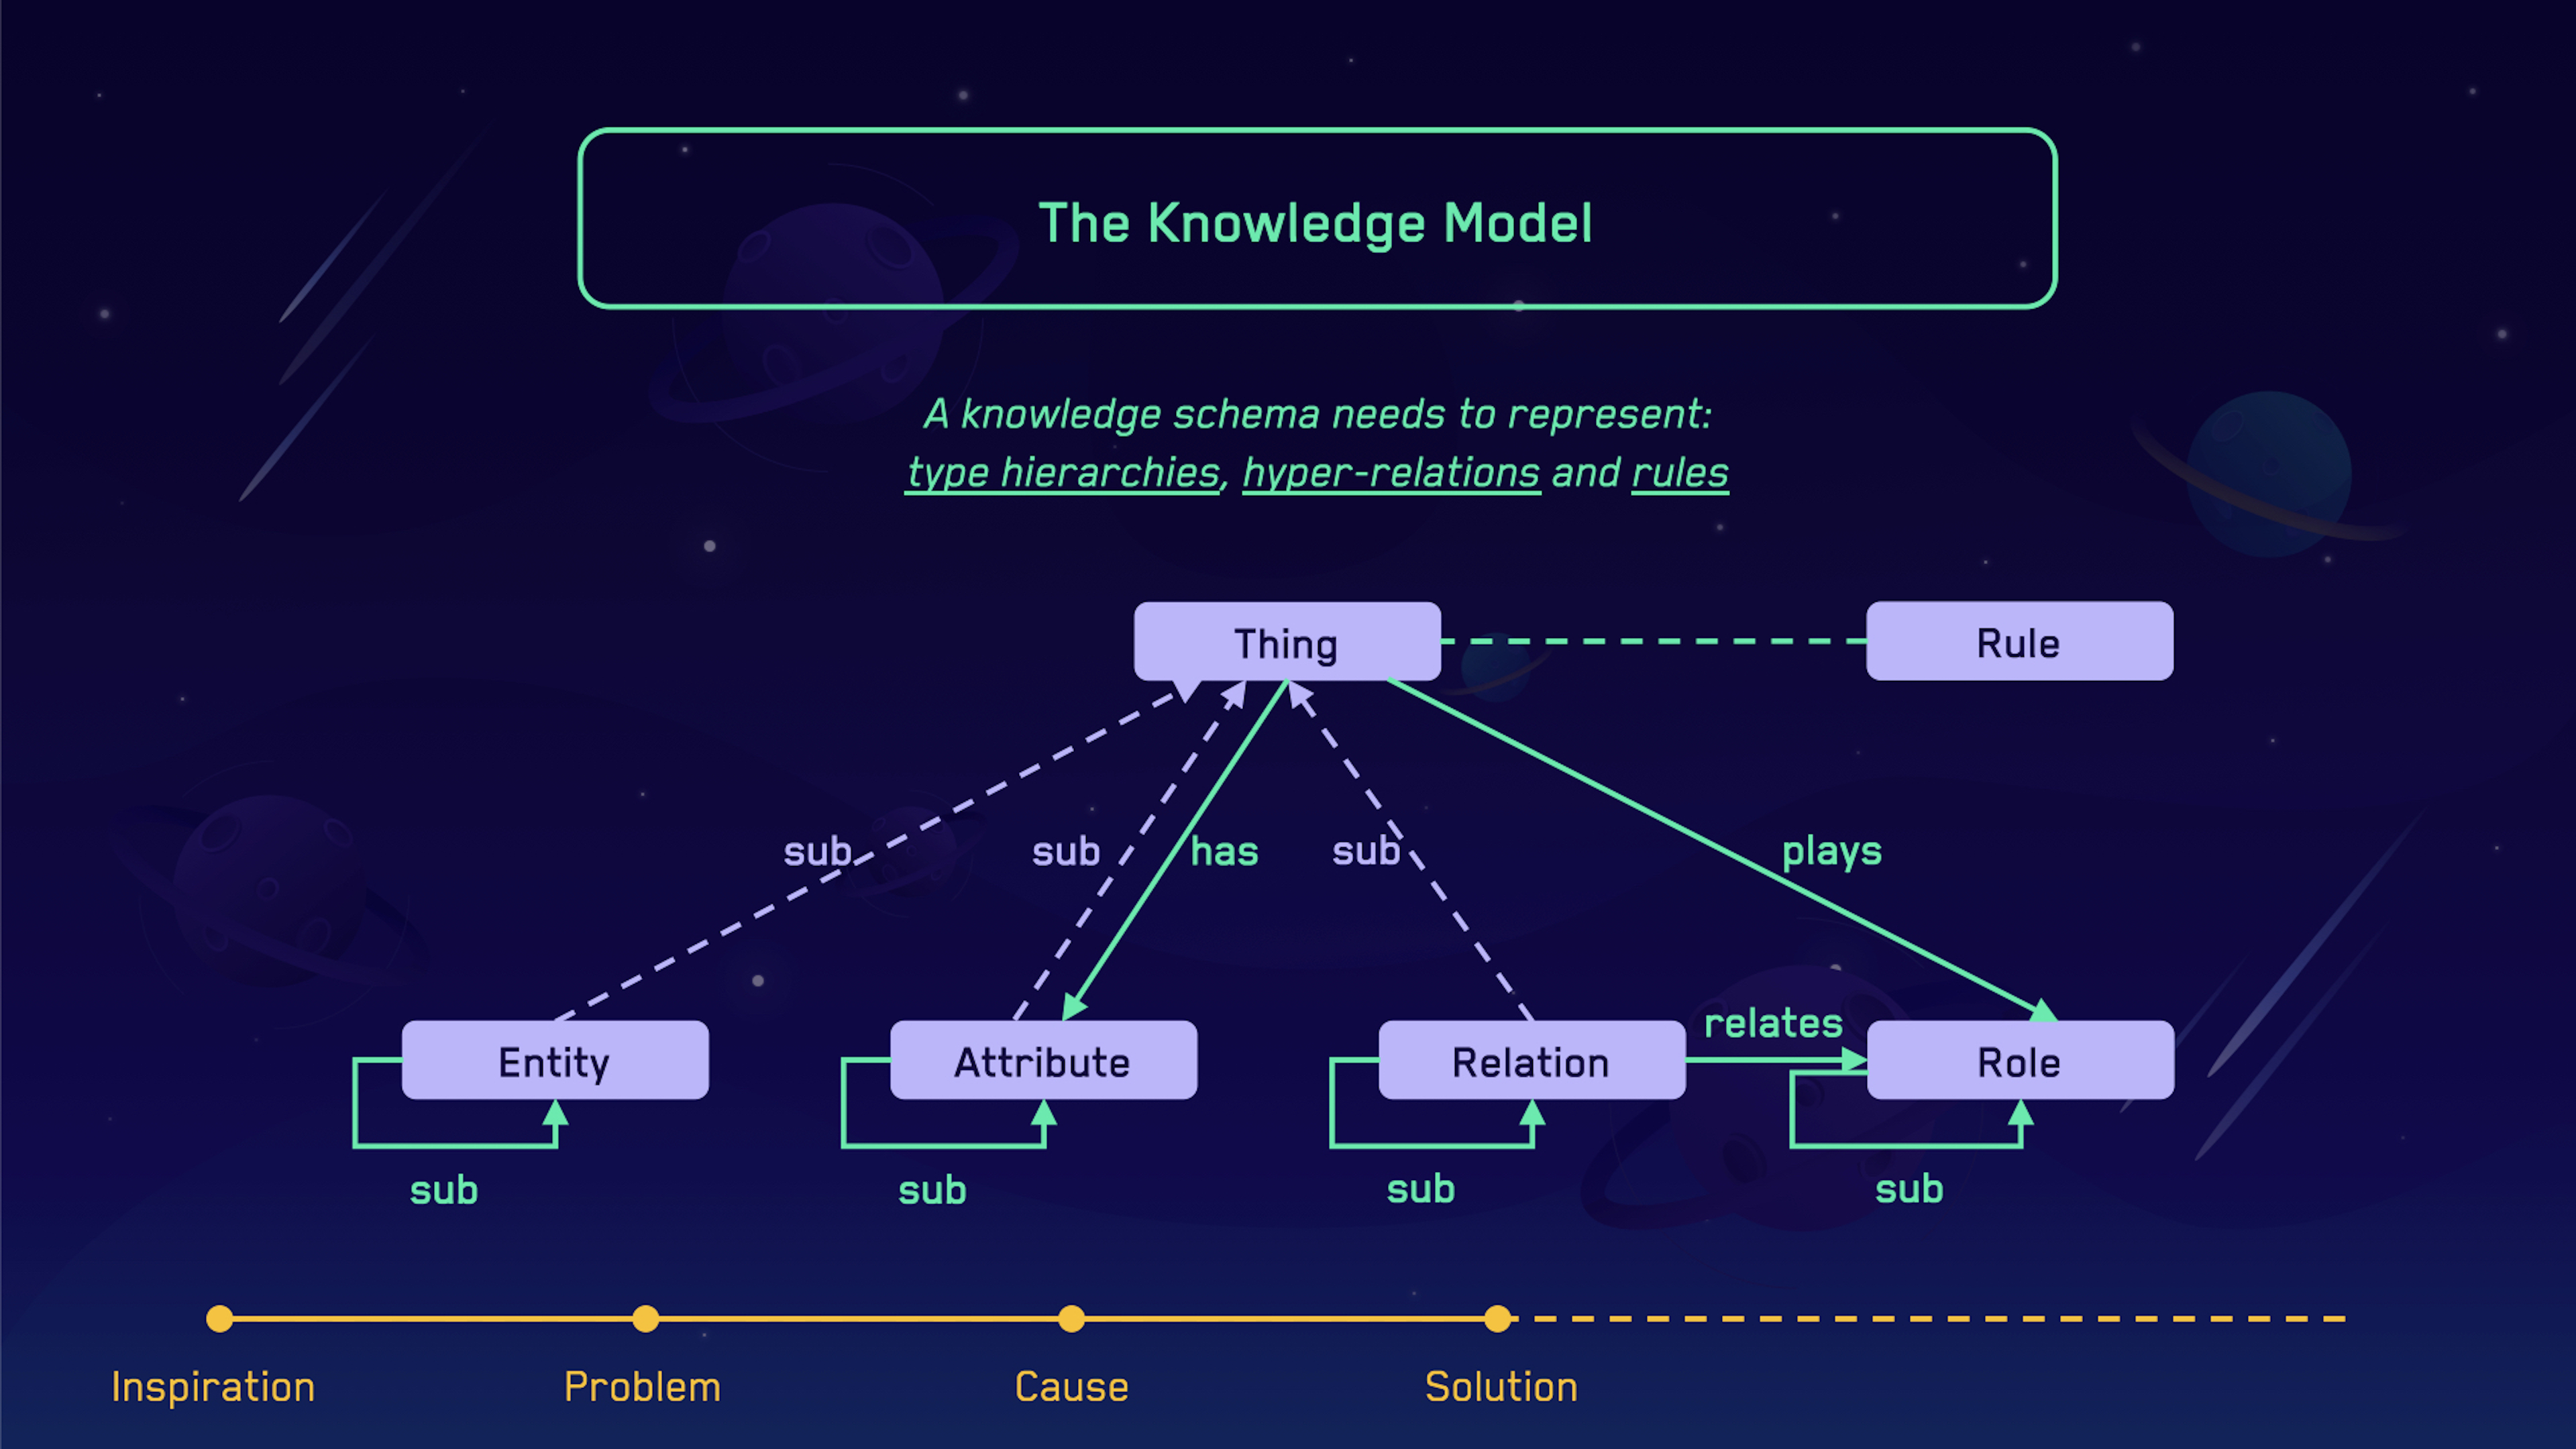 The Knowledge Model
A knowledge schema needs to represent:
type hierarchies, hyper-relations and rules
Thing
Rule
sub
sub
has
sub
plays
Entity
Attribute
Relation
relates
Role
sub
sub
sub
sub
Inspiration
Problem
Cause
Solution